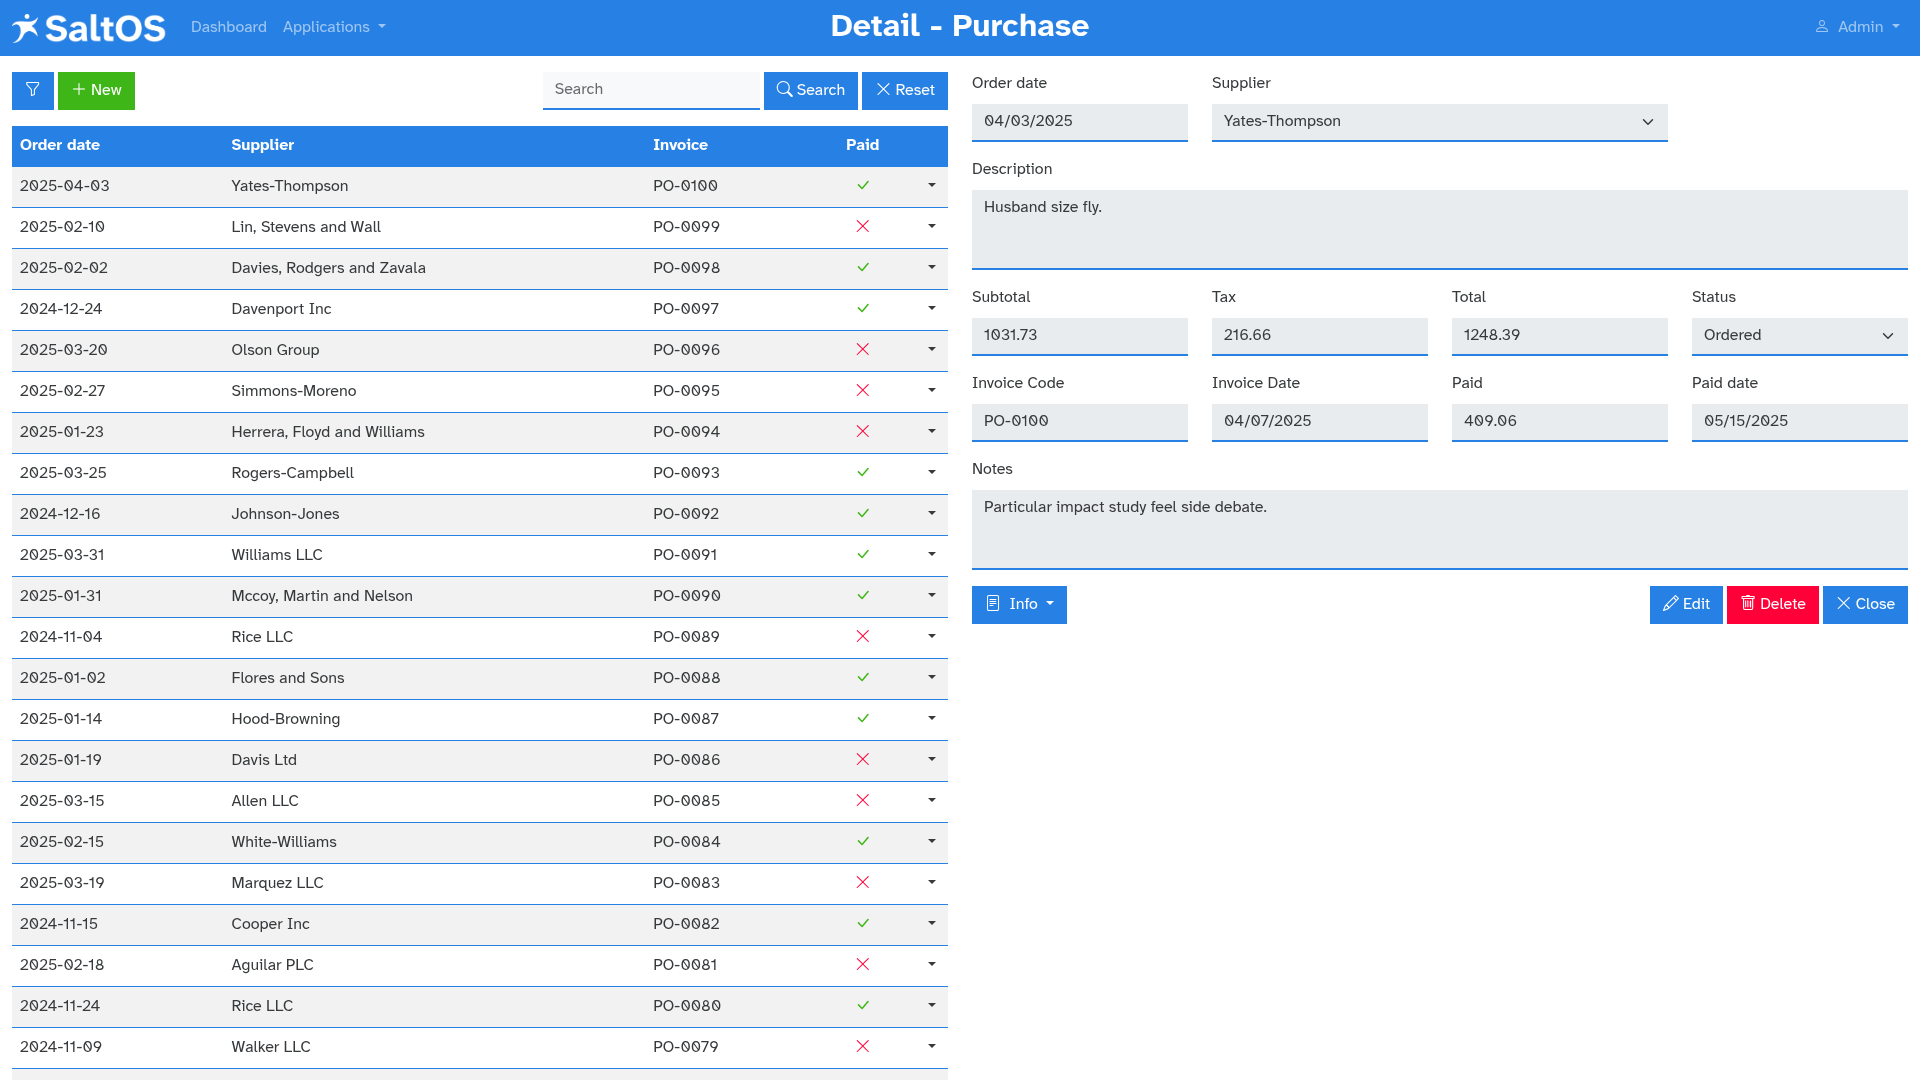 SaltOS Dashboard Applications Detail - Purchase Admin
New Search Search Reset
Order date Supplier Invoice Paid
2025-04-03 Yates-Thompson PO-0100
2025-02-10 Lin, Stevens and Wall PO-0099
2025-02-02 Davies, Rodgers and Zavala PO-0098
2024-12-24 Davenport Inc PO-0097
2025-03-20 Olson Group PO-0096
2025-02-27 Simmons-Moreno PO-0095
2025-01-23 Herrera, Floyd and Williams PO-0094
2025-03-25 Rogers-Campbell PO-0093
2024-12-16 Johnson-Jones PO-0092
2025-03-31 Williams LLC PO-0091
2025-01-31 Mccoy, Martin and Nelson PO-0090
2024-11-04 Rice LLC PO-0089
2025-01-02 Flores and Sons PO-0088
2025-01-14 Hood-Browning PO-0087
2025-01-19 Davis Ltd PO-0086
2025-03-15 Allen LLC PO-0085
2025-02-15 White-Williams PO-0084
2025-03-19 Marquez LLC PO-0083
2024-11-15 Cooper Inc PO-0082
2025-02-18 Aguilar PLC PO-0081
2024-11-24 Rice LLC PO-0080
2024-11-09 Walker LLC PO-0079
Order date Supplier
04/03/2025 Yates-Thompson
Description
Husband size fly.
Subtotal Tax Total Status
1031.73 216.66 1248.39 Ordered
Invoice Code Invoice Date Paid Paid date
PO-0100 04/07/2025 409.06 05/15/2025
Notes
Particular impact study feel side debate.
Info Edit Delete Close